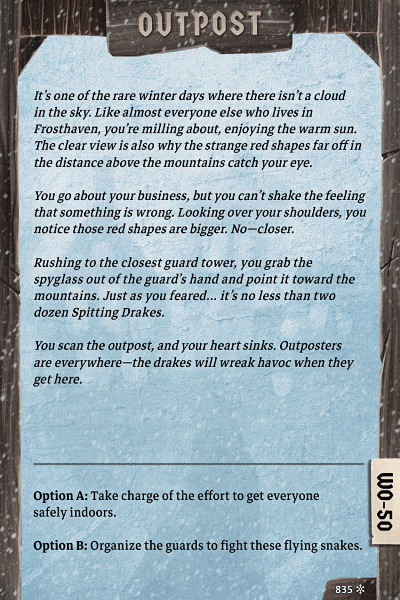 OUTPOST
It's one of the rare winter days where there isn't a cloud
in the sky. Like almost everyone else who lives in
Frosthaven, you're milling about, enjoying the warm sun.
The clear view is also why the strange red shapes far off in
the distance above the mountains catch your eye.
You go about your business, but you can't shake the feeling
that something is wrong. Looking over your shoulders, you
notice those red shapes are bigger. No—closer.
Rushing to the closest guard tower, you grab the
spyglass out of the guard's hand and point it toward the
mountains. Just as you feared... it's no less than two
dozen Spitting Drakes.
You scan the outpost, and your heart sinks. Outposters
are everywhere—the drakes will wreak havoc when they
get here.
Option A: Take charge of the effort to get everyone
safely indoors.
Option B: Organize the guards to fight these flying snakes.
WO-50
835